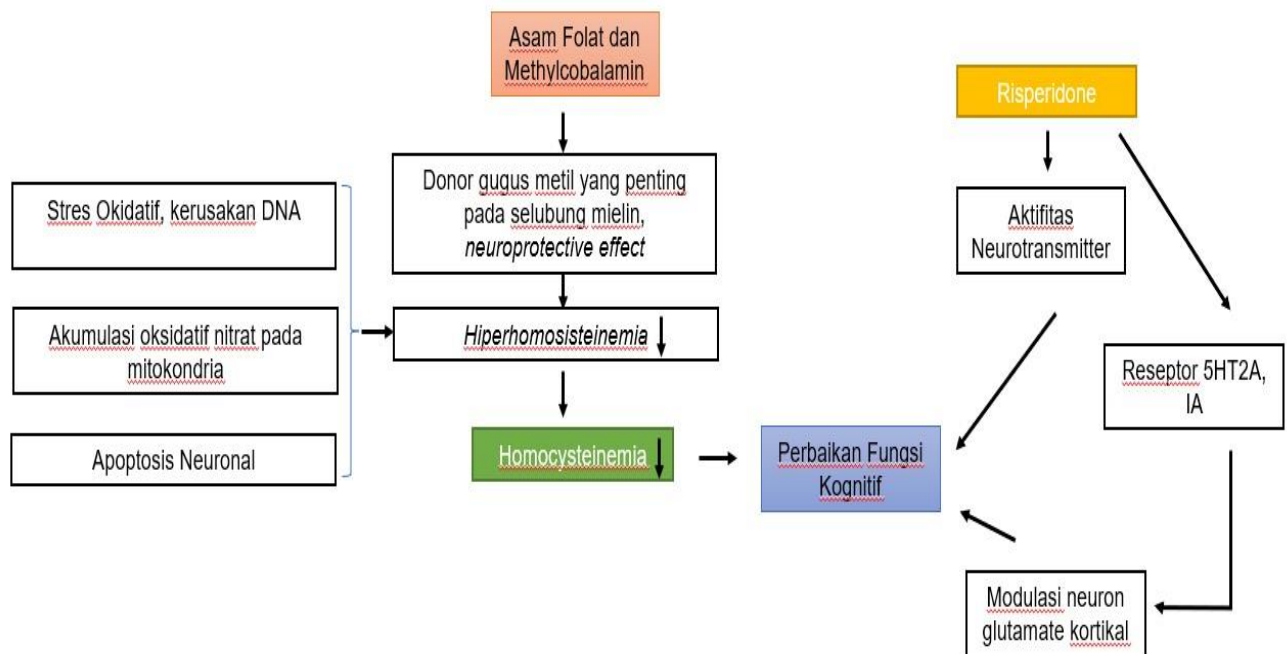 Asam Folat dan
Methylcobalamin
Risperidone
Donor gugus metil yang penting
pada selubung mielin,
neuroprotective effect
Stres Okidatif, kerusakan DNA
Aktifitas
Neurotransmitter
Akumulasi oksidatif nitrat pada
mitokondria
Hiperhomosisteinemia
Reseptor 5HT2A,
IA
Apoptosis Neuronal
Homocysteinemia
Perbaikan Fungsi
Kognitif
Modulasi neuron
glutamate kortikal